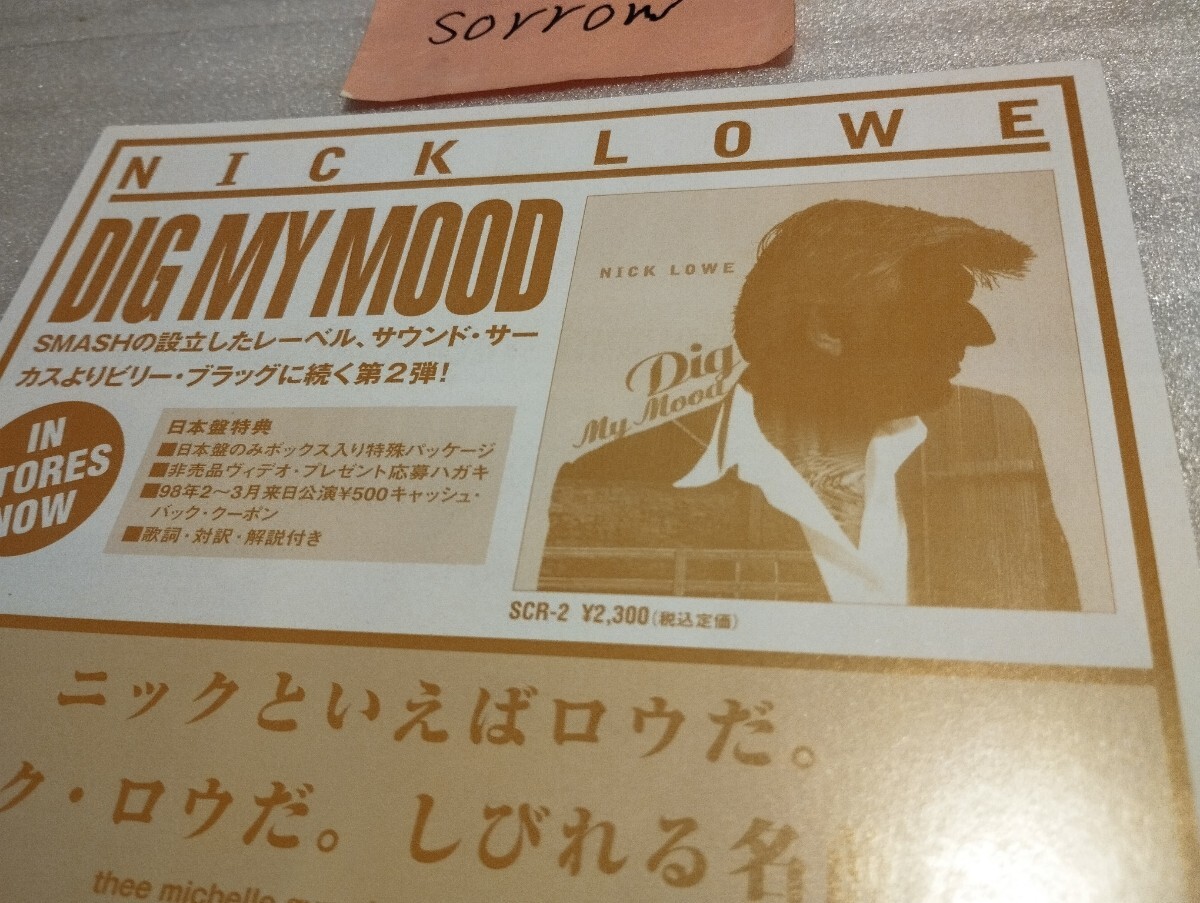 sorrow
NICK LOWE
DIG MY MOOD
SMASHの設立したレーベル、サウンド・サー
カスよりビリー・ブラッグに続く第2弾!
IN
TORES
NOW
日本盤特典
■日本盤のみボックス入り特殊パッケージ
■非売品ヴィデオ・プレゼント応募ハガキ
■98年2〜3月来日公演¥500キャッシュ・
バック・クーポン
■歌詞・対訳・解説付き
NICK LOWE
Dig
My Mood
SCR-2 ¥2,300(税込定価)
ニックといえばロウだ。
ク・ロウだ。しびれる名
thee michelle